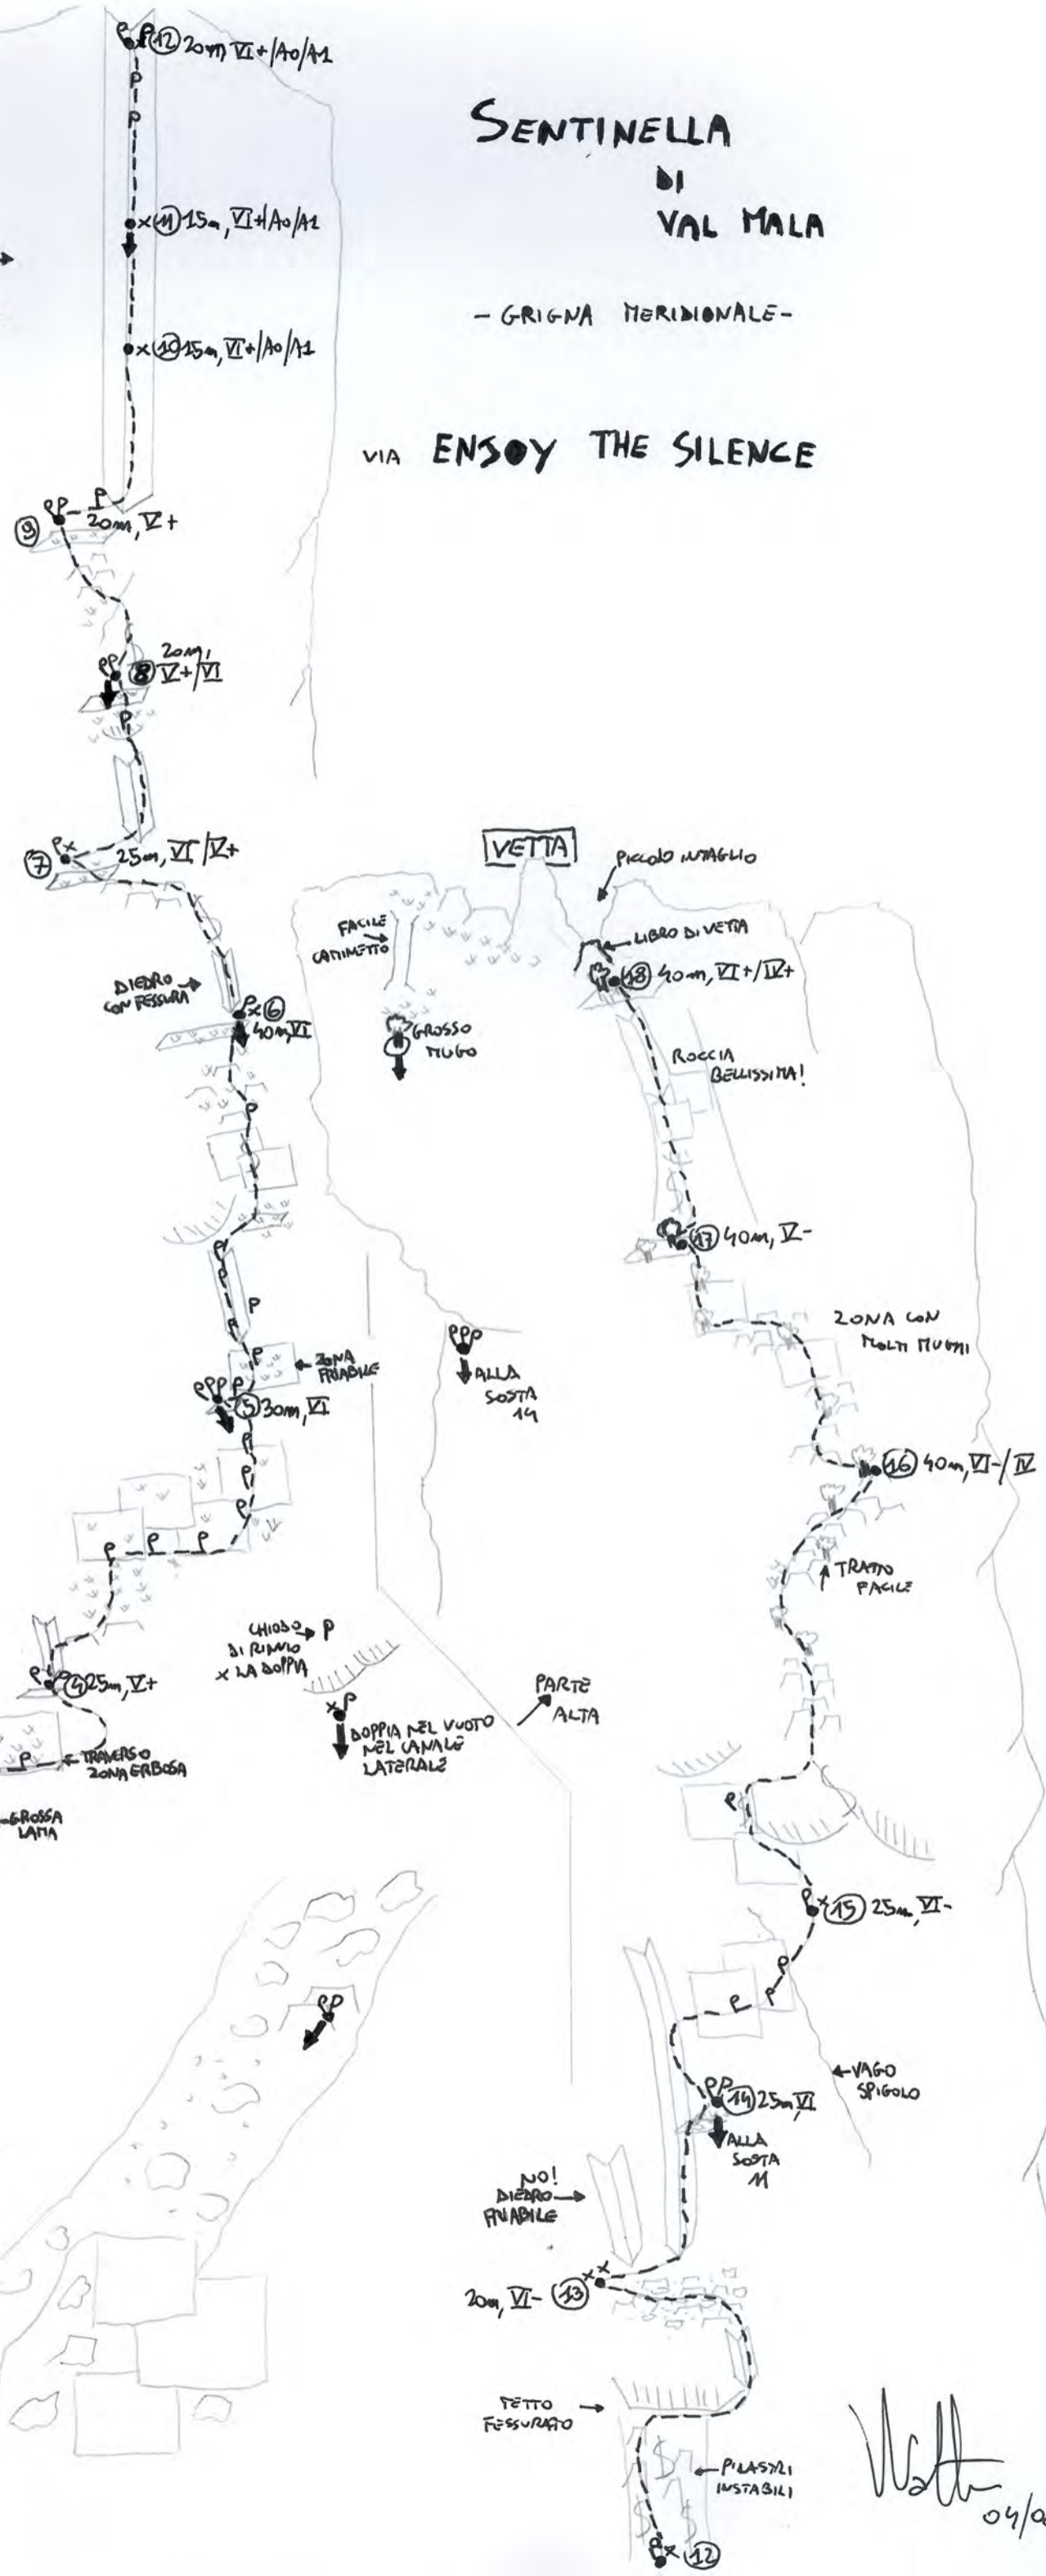 SENTINELLA
DI
VAL MALA
- GRIGNA MERIDIONALE -
VIA ENJOY THE SILENCE
12 20m VI+/A0/A1
11 15m, VI+/A0/A1
10 15m, VI+/A0/A1
9 20m, V+
8 20m,
V+/VI
7 25m, VI/V+
DIEDRO
CON FESSURA
6
40m, VI
ZONA
FRIABILE
5 30m, VI
4 25m, V+
TRAVERSO
ZONA ERBOSA
GROSSA
LAMA
CHIODO
DI RINVIO
X LA DOPPIA
DOPPIA NEL VUOTO
NEL CANALE
LATERALE
PARTE
ALTA
VETTA
PICCOLO INTAGLIO
FACILE
CAMINETTO
LIBRO DI VETTA
18 40m, VI+/IV+
GROSSO
MUGO
ROCCIA
BELLISSIMA!
17 40m, V-
ZONA CON
MOLTI MUGHI
ALLA
SOSTA
14
16 40m, VI-/IV
TRATTO
FACILE
15 25m, VI-
VAGO
SPIGOLO
14 25m, VI
ALLA
SOSTA
11
NO!
DIEDRO
FRIABILE
20m, VI- 13
TETTO
FESSURATO
PILASTRI
INSTABILI
12